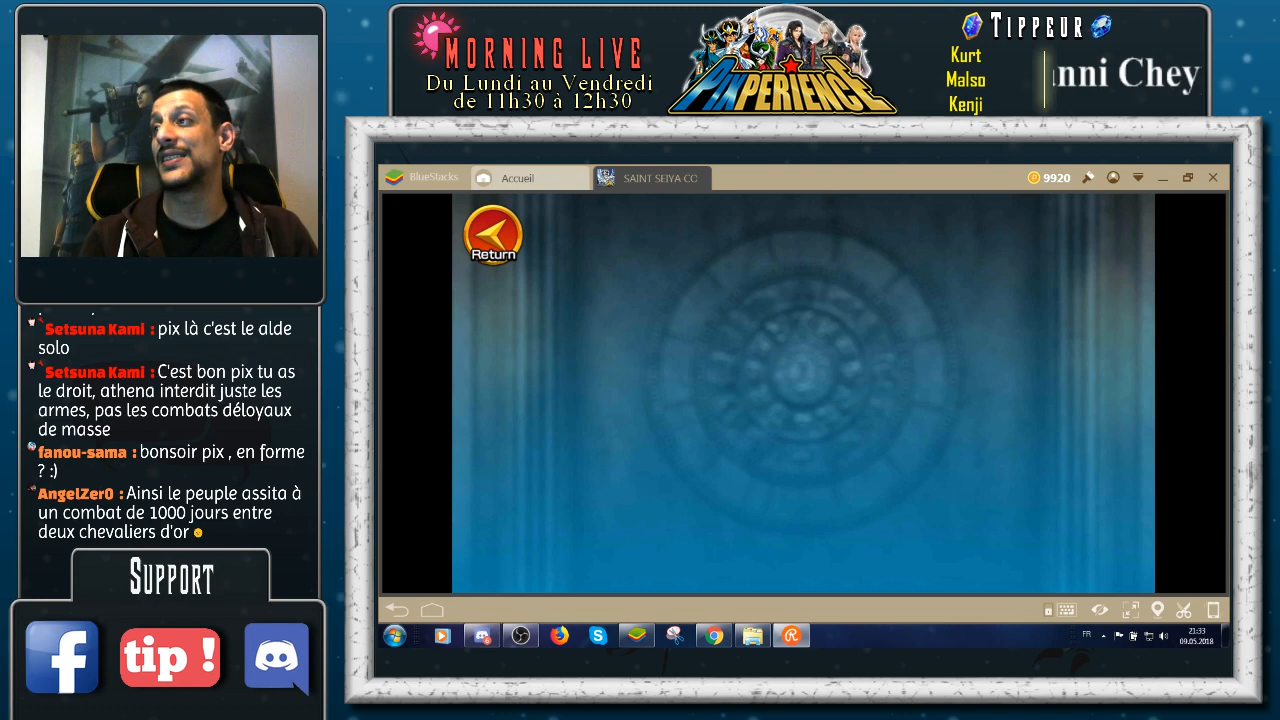 MORNING LIVE
Du Lundi au Vendredi
de 11h30 à 12h30
PIXPERIENCE
TIPPEUR
Kurt
Malso
Kenji
nni Chey
BlueStacks
Accueil
SAINT SEIYA CO
9920
Return
Setsuna Kami : pix là c'est le alde
solo
Setsuna Kami : C'est bon pix tu as
le droit, athena interdit juste les
armes, pas les combats déloyaux
de masse
fanou-sama : bonsoir pix , en forme
? :)
AngelZer0 : Ainsi le peuple assita à
un combat de 1000 jours entre
deux chevaliers d'or
SUPPORT
tip !
FR
21:33
09.05.2018